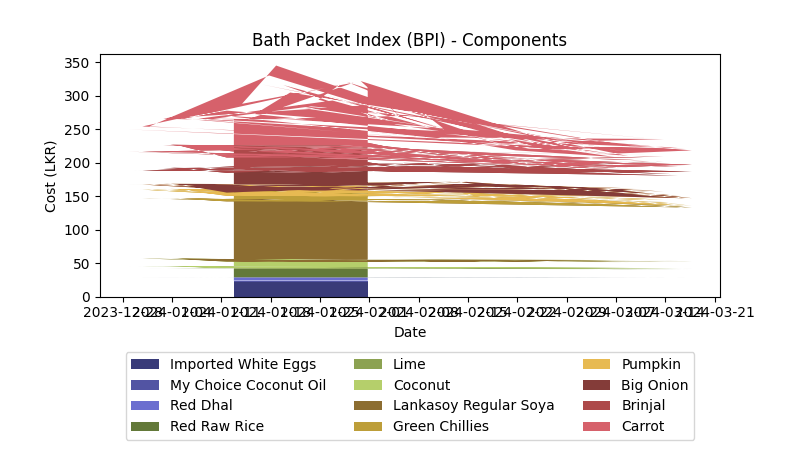 Bath Packet Index (BPI) - Components
Cost (LKR)
350
300
250
200
150
100
50
0
2023-12-28 2024-01-04 2024-01-11 2024-01-18 2024-01-25 2024-02-01 2024-02-08 2024-02-15 2024-02-22 2024-02-29 2024-03-07 2024-03-14 2024-03-21
Date
Imported White Eggs
My Choice Coconut Oil
Red Dhal
Red Raw Rice
Lime
Coconut
Lankasoy Regular Soya
Green Chillies
Pumpkin
Big Onion
Brinjal
Carrot